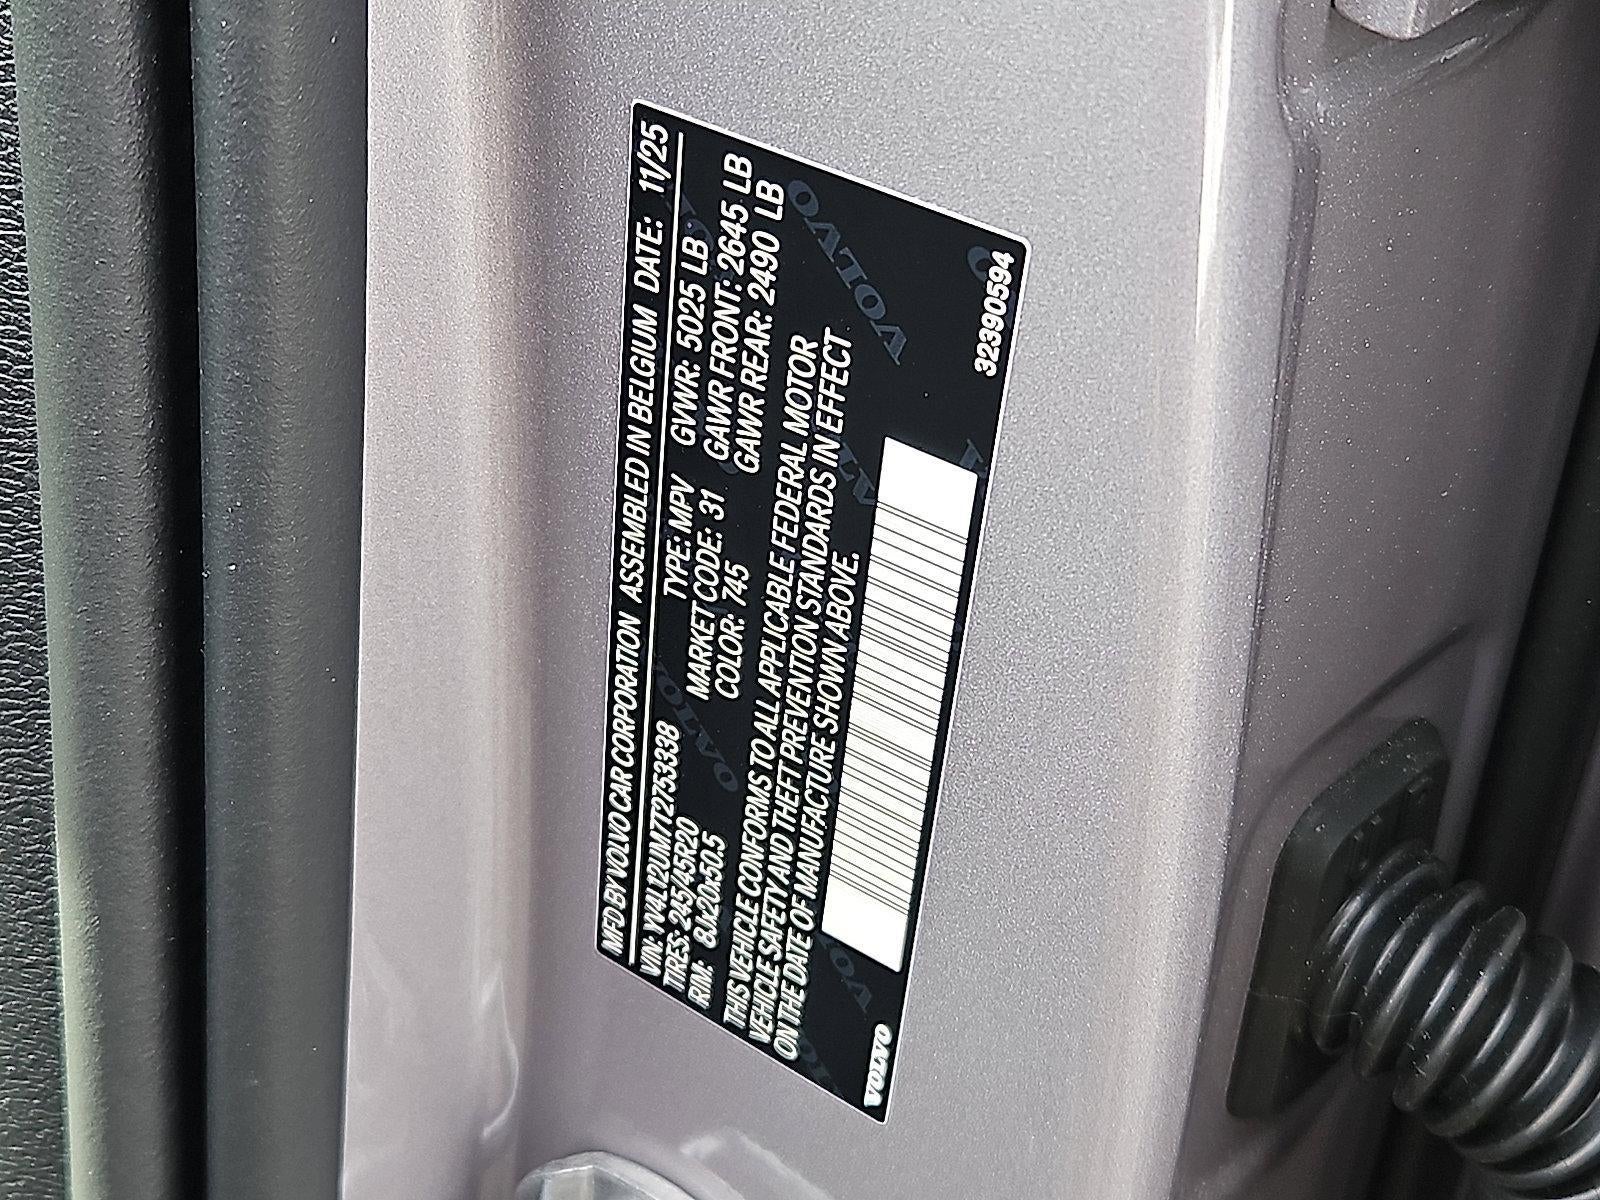 MFD BY VOLVO CAR CORPORATION ASSEMBLED IN BELGIUM DATE: 11/25
VIN: YV4L12UM7T2753338 TYPE: MPV GVWR: 5025 LB
TIRES: 245/45R20 MARKET CODE: 31 GAWR FRONT: 2645 LB
RIM: 8Jx20x50.5 COLOR: 745 GAWR REAR: 2490 LB
THIS VEHICLE CONFORMS TO ALL APPLICABLE FEDERAL MOTOR
VEHICLE SAFETY AND THEFT PREVENTION STANDARDS IN EFFECT
ON THE DATE OF MANUFACTURE SHOWN ABOVE.
VOLVO 32390594